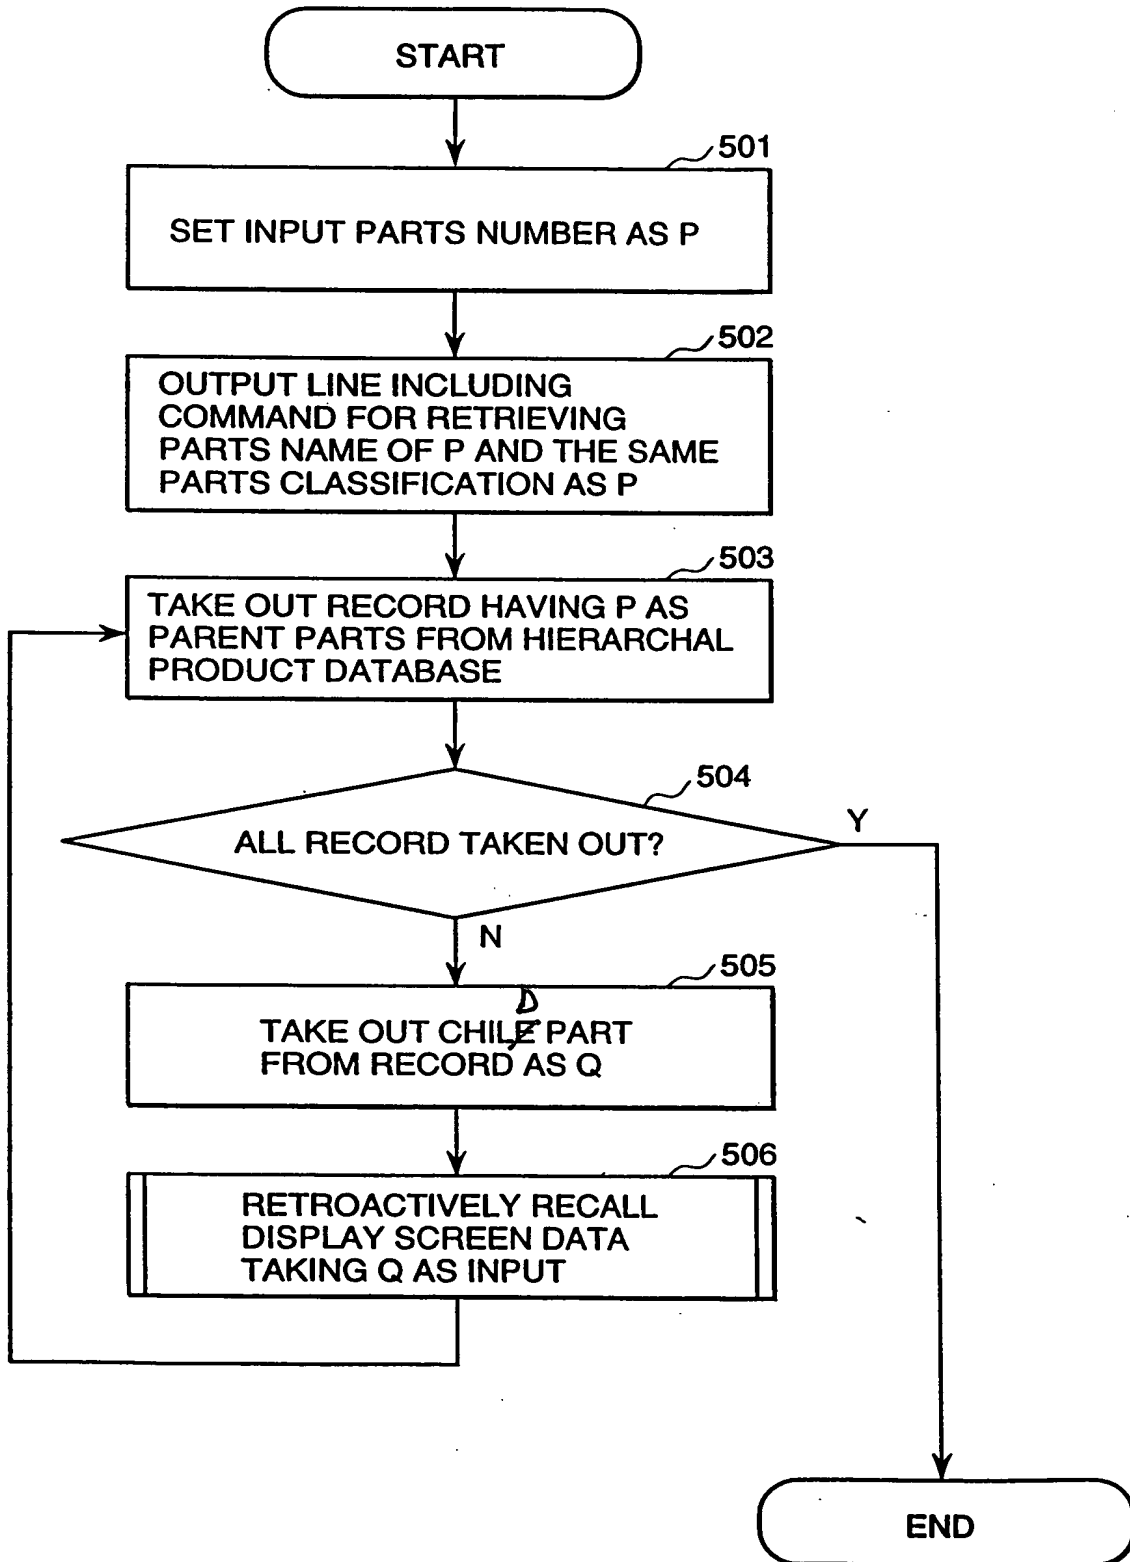 START
501
SET INPUT PARTS NUMBER AS P
502
OUTPUT LINE INCLUDING
COMMAND FOR RETRIEVING
PARTS NAME OF P AND THE SAME
PARTS CLASSIFICATION AS P
503
TAKE OUT RECORD HAVING P AS
PARENT PARTS FROM HIERARCHAL
PRODUCT DATABASE
504
ALL RECORD TAKEN OUT?
Y
N
505
D
TAKE OUT CHILE PART
FROM RECORD AS Q
506
RETROACTIVELY RECALL
DISPLAY SCREEN DATA
TAKING Q AS INPUT
END